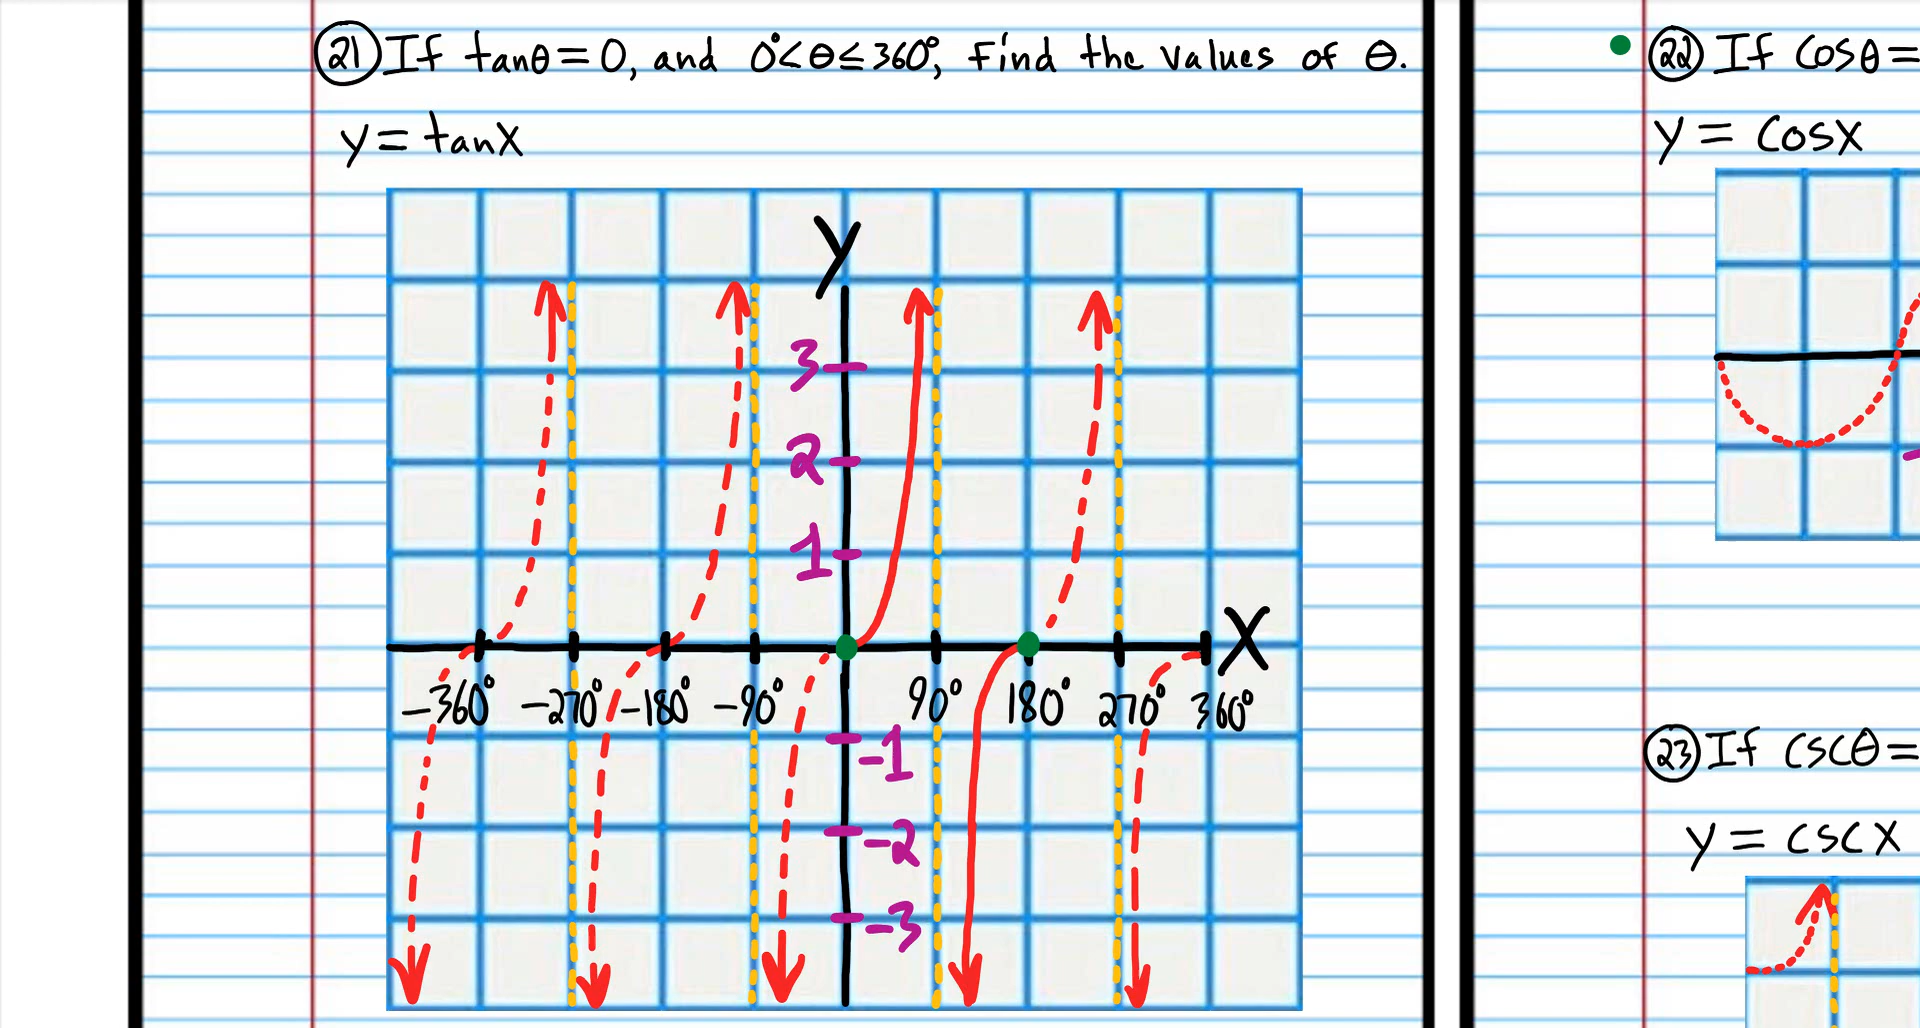 21 If tanθ=0, and 0°<θ≤360°, Find the values of θ.
y= tanX
y
3
2
1
X
-360° -270° -180° -90° 90° 180° 270° 360°
-1
-2
-3
22 If Cosθ=
y = CosX
23 If Cscθ=
y = CSCX